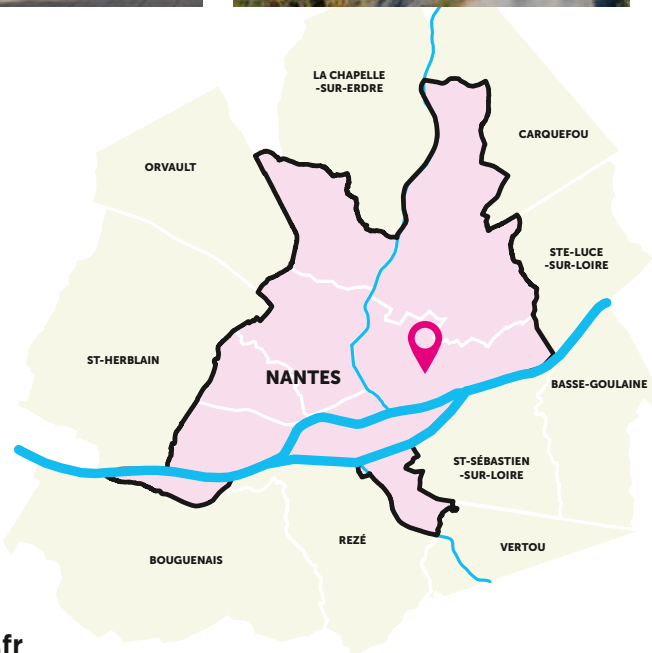 LA CHAPELLE
-SUR-ERDRE
CARQUEFOU
ORVAULT
STE-LUCE
-SUR-LOIRE
ST-HERBLAIN
NANTES
BASSE-GOULAINE
ST-SÉBASTIEN
-SUR-LOIRE
REZÉ
VERTOU
BOUGUENAIS
.fr